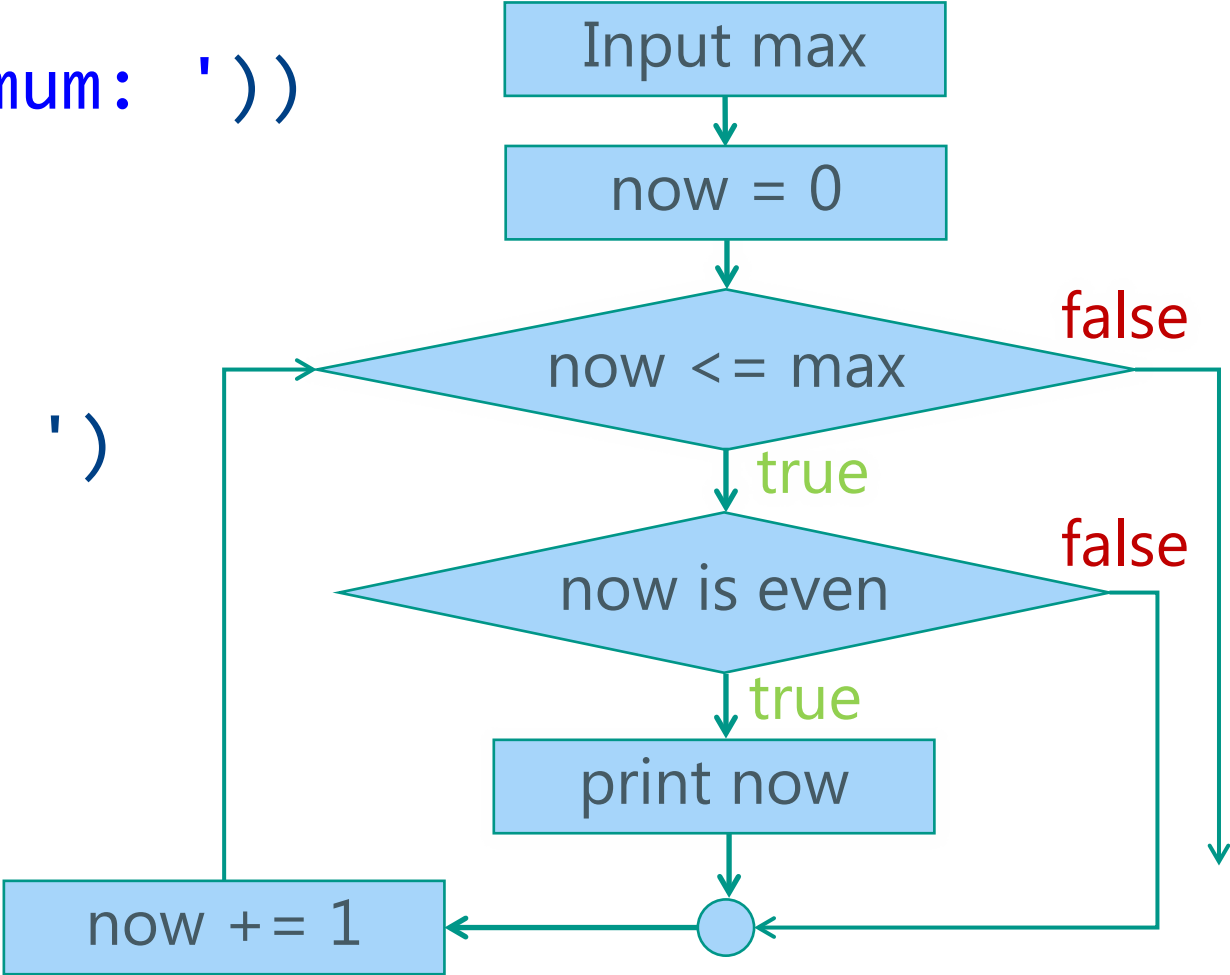 mum: '))
')
Input max
now = 0
now <= max
false
true
now is even
false
true
print now
now += 1